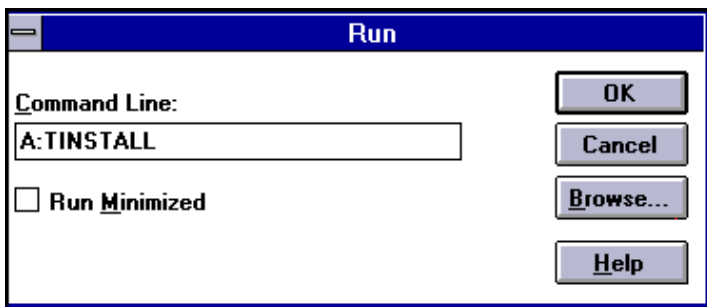 Run
Command Line:
A:TINSTALL
Run Minimized
OK
Cancel
Browse...
Help